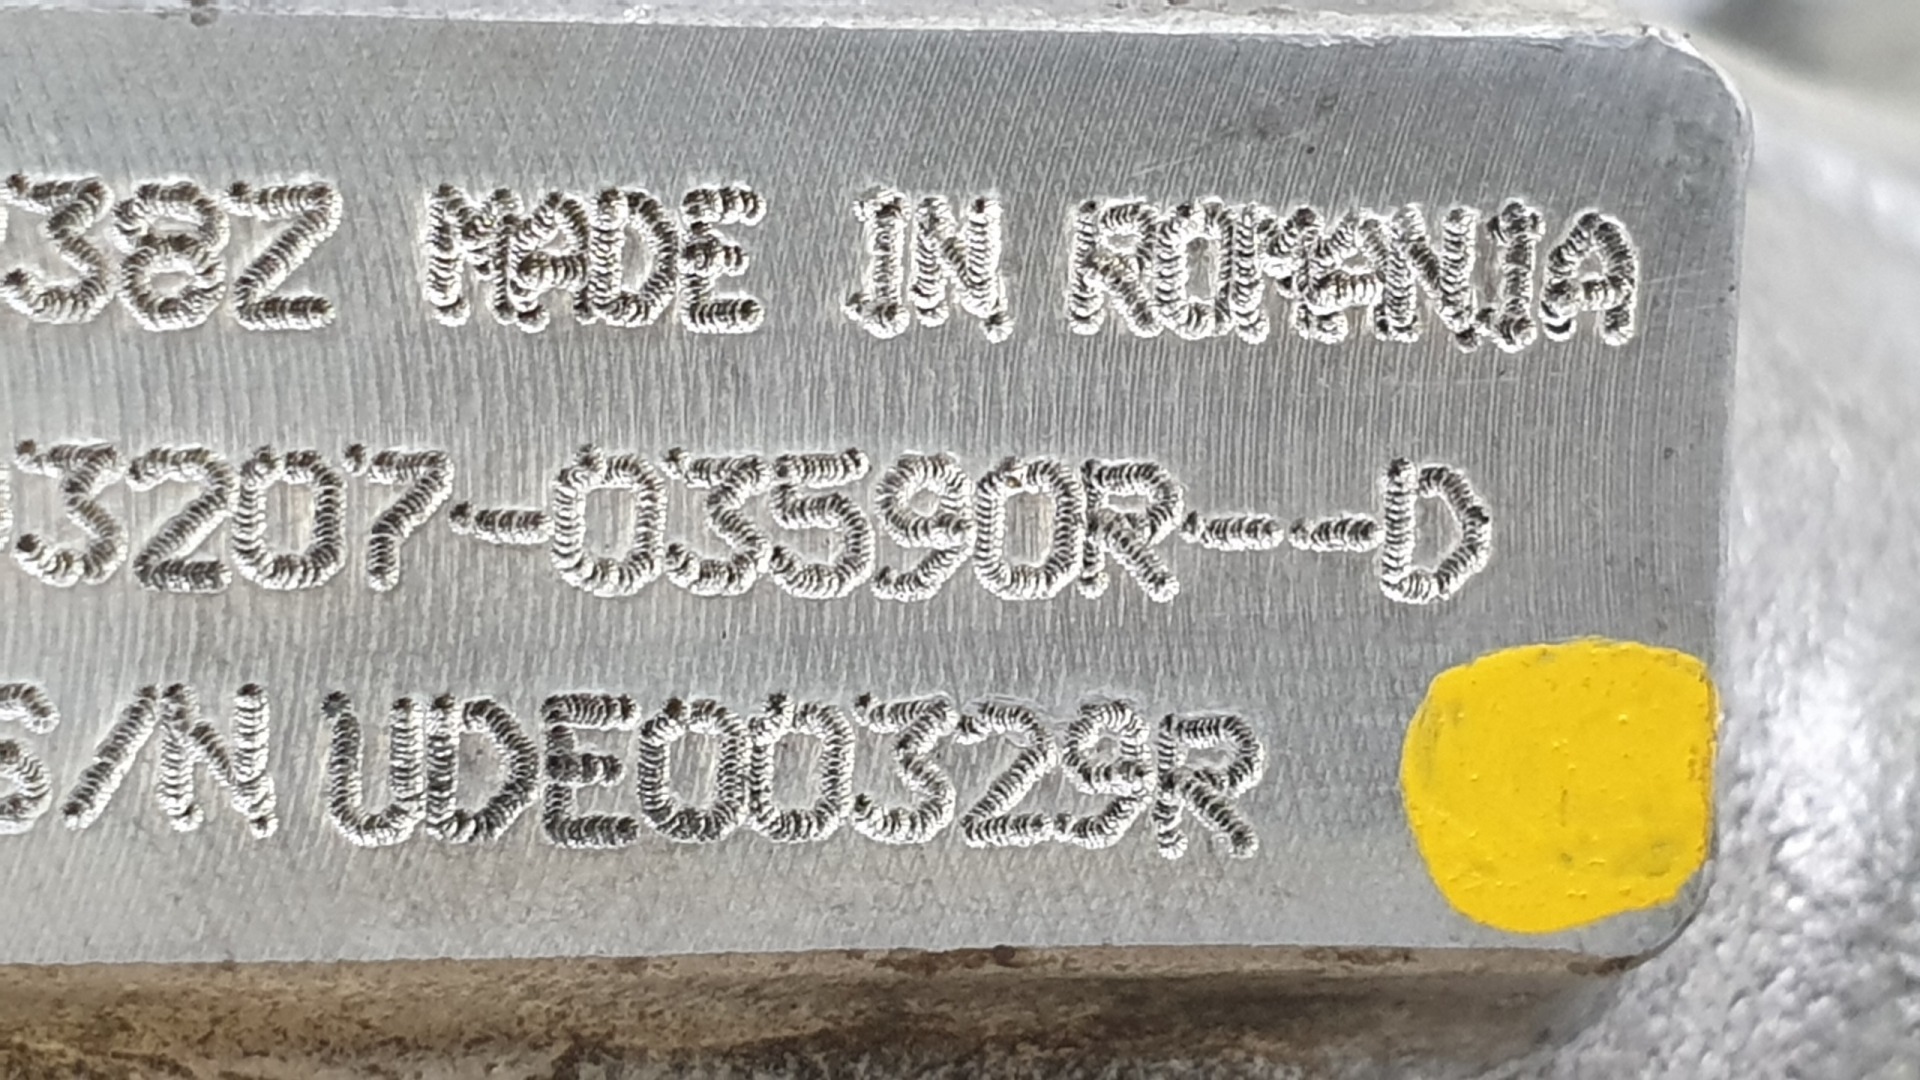 38Z MADE IN ROMANIA
3207-03590R--D
S/N UDE00329R